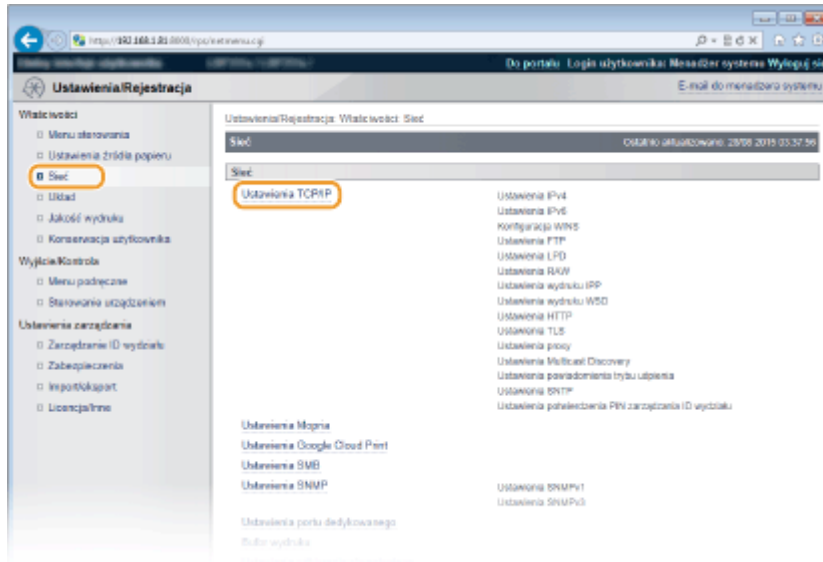 Do portalu Login użytkownika: Menadżer systemu Wyloguj się
Ustawienia/Rejestracja
E-mail do menadżera systemu
Właściwości
Menu sterowania
Ustawienia źródła papieru
Sieć
Układ
Jakość wydruku
Konserwacja użytkownika
Wyjście/Kontrola
Menu podręczne
Sterowanie urządzeniem
Ustawienia zarządzania
Zarządzanie ID wydziału
Zabezpieczenia
Import/eksport
Licencja/Inne
Ustawienia/Rejestracja: Właściwości: Sieć
Sieć
Ostatnio aktualizowano: 28/08 2015 03:37:56
Sieć
Ustawienia TCP/IP
Ustawienia IPv4
Ustawienia IPv6
Konfiguracja WINS
Ustawienia FTP
Ustawienia LPD
Ustawienia RAW
Ustawienia wydruku IPP
Ustawienia wydruku WSD
Ustawienia HTTP
Ustawienia TLS
Ustawienia proxy
Ustawienia Multicast Discovery
Ustawienia powiadomienia trybu uśpienia
Ustawienia SNTP
Ustawienia potwierdzenia PIN zarządzania ID wydziału
Ustawienia Mopria
Ustawienia Google Cloud Print
Ustawienia SMB
Ustawienia SNMP
Ustawienia SNMPv1
Ustawienia SNMPv3
Ustawienia portu dedykowanego
Bufor wydruku